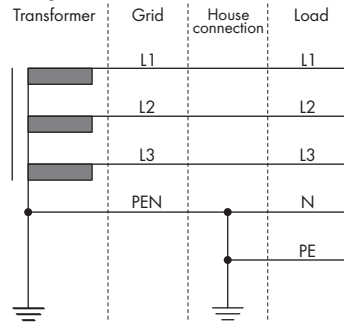 Transformer Grid House connection Load
L1 L1
L2 L2
L3 L3
PEN N
PE